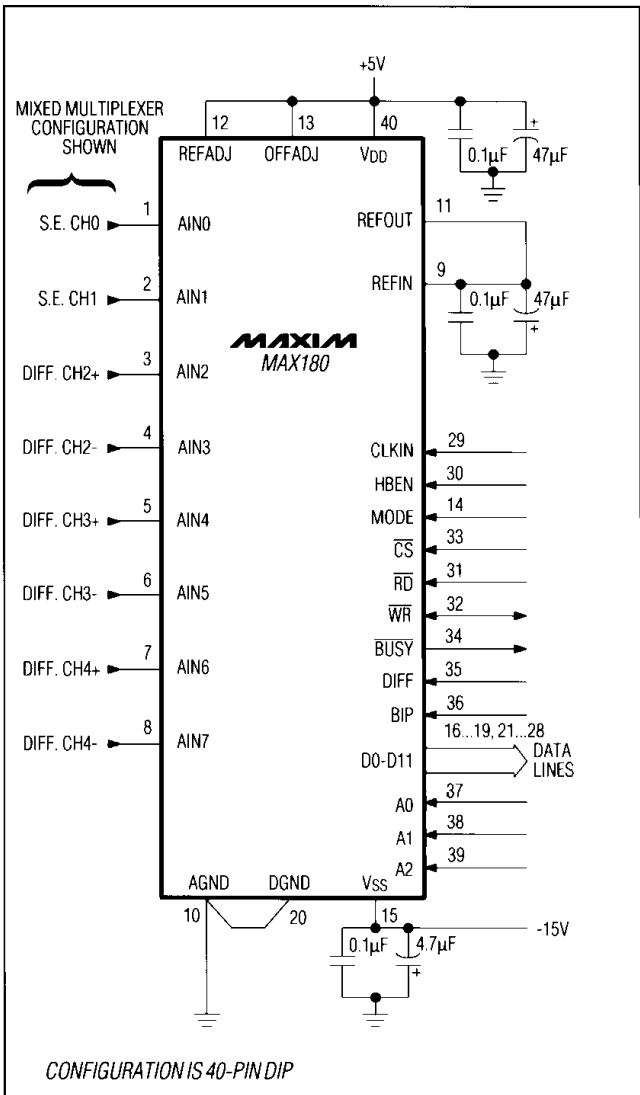 +5V
MIXED MULTIPLEXER
CONFIGURATION
SHOWN
12 13 40
REFADJ OFFADJ VDD
0.1µF 47µF
+
S.E. CH0 1 AIN0
REFOUT 11
S.E. CH1 2 AIN1
REFIN 9
0.1µF 47µF
+
MAXIM
MAX180
DIFF. CH2+ 3 AIN2
DIFF. CH2- 4 AIN3
DIFF. CH3+ 5 AIN4
DIFF. CH3- 6 AIN5
DIFF. CH4+ 7 AIN6
DIFF. CH4- 8 AIN7
CLKIN 29
HBEN 30
MODE 14
C̅S̅ 33
R̅D̅ 31
W̅R̅ 32
B̅U̅S̅Y̅ 34
DIFF 35
BIP 36
16...19, 21...28
D0-D11 DATA
LINES
A0 37
A1 38
A2 39
AGND DGND VSS
10 20 15
-15V
0.1µF 4.7µF
+
CONFIGURATION IS 40-PIN DIP